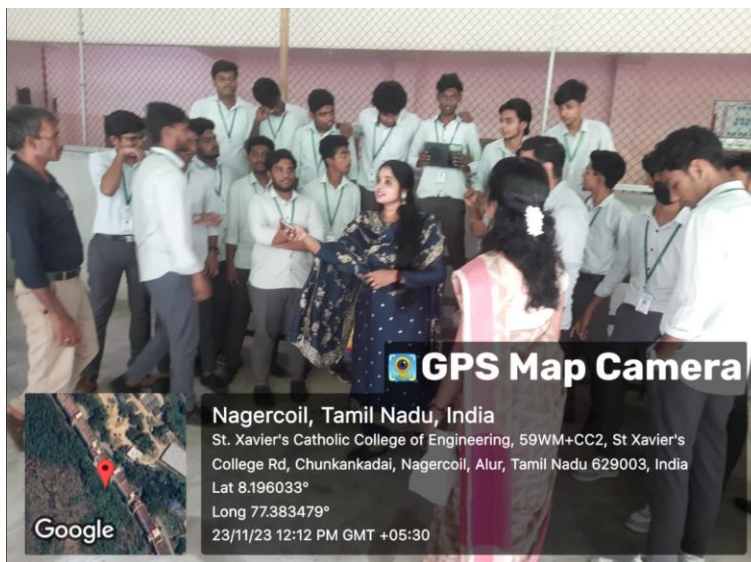 GPS Map Camera
Nagercoil, Tamil Nadu, India
St. Xavier's Catholic College of Engineering, 59WM+CC2, St Xavier's
College Rd, Chunkankadai, Nagercoil, Alur, Tamil Nadu 629003, India
Lat 8.196033°
Long 77.383479°
23/11/23 12:12 PM GMT +05:30
Google